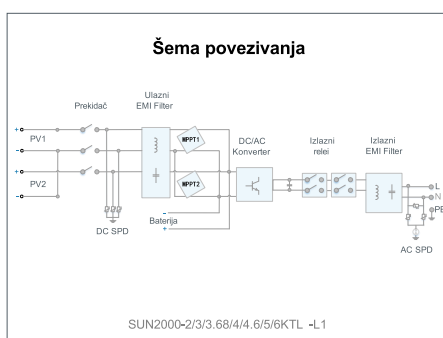 Šema povezivanja
Ulazni
EMI Filter
Prekidač
MPPT1
DC/AC
Konverter
Izlazni
relei
Izlazni
EMI Filter
+
PV1
-
+
PV2
-
MPPT2
L
N
PE
-
Baterija
+
DC SPD
AC SPD
SUN2000-2/3/3.68/4/4.6/5/6KTL -L1